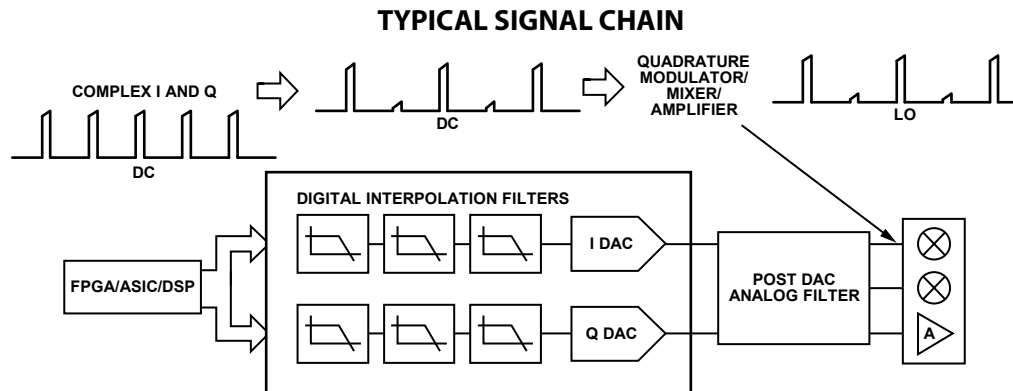 TYPICAL SIGNAL CHAIN
COMPLEX I AND Q
DC
DC
QUADRATURE
MODULATOR/
MIXER/
AMPLIFIER
LO
DIGITAL INTERPOLATION FILTERS
I DAC
FPGA/ASIC/DSP
POST DAC
ANALOG FILTER
Q DAC
A